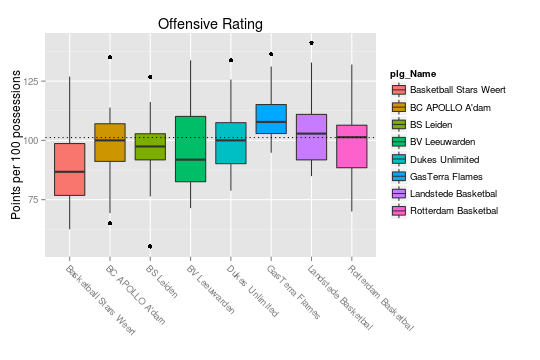 Offensive Rating
Points per 100 possessions
125
100
75
Basketball Stars Weert
BC APOLLO A'dam
BS Leiden
BV Leeuwarden
Dukes Unlimited
GasTerra Flames
Landstede Basketbal
Rotterdam Basketbal
plg_Name
Basketball Stars Weert
BC APOLLO A'dam
BS Leiden
BV Leeuwarden
Dukes Unlimited
GasTerra Flames
Landstede Basketbal
Rotterdam Basketbal